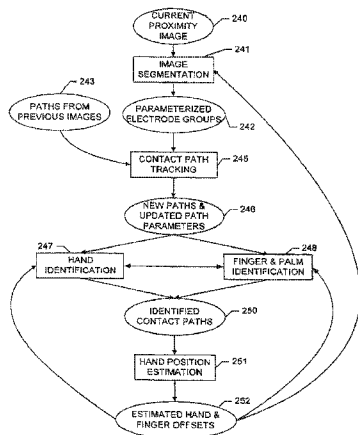 CURRENT
PROXIMITY
IMAGE
240
241
IMAGE
SEGMENTATION
243
PATHS FROM
PREVIOUS IMAGES
PARAMETERIZED
ELECTRODE GROUPS
242
245
CONTACT PATH
TRACKING
NEW PATHS &
UPDATED PATH
PARAMETERS
246
247
HAND
IDENTIFICATION
248
FINGER & PALM
IDENTIFICATION
IDENTIFIED
CONTACT PATHS
250
HAND POSITION
ESTIMATION
251
252
ESTIMATED HAND &
FINGER OFFSETS